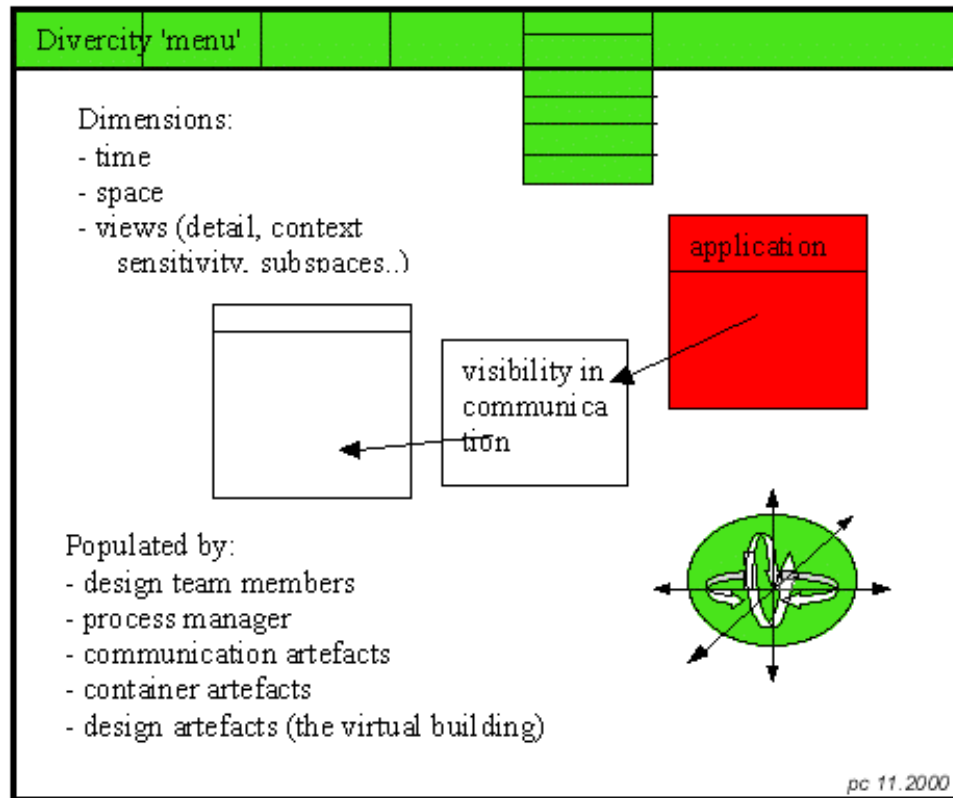 Divercity 'menu'
Dimensions:
- time
- space
- views (detail, context
sensitivity, subspaces..)
application
visibility in
communica
tion
Populated by:
- design team members
- process manager
- communication artefacts
- container artefacts
- design artefacts (the virtual building)
pc 11.2000